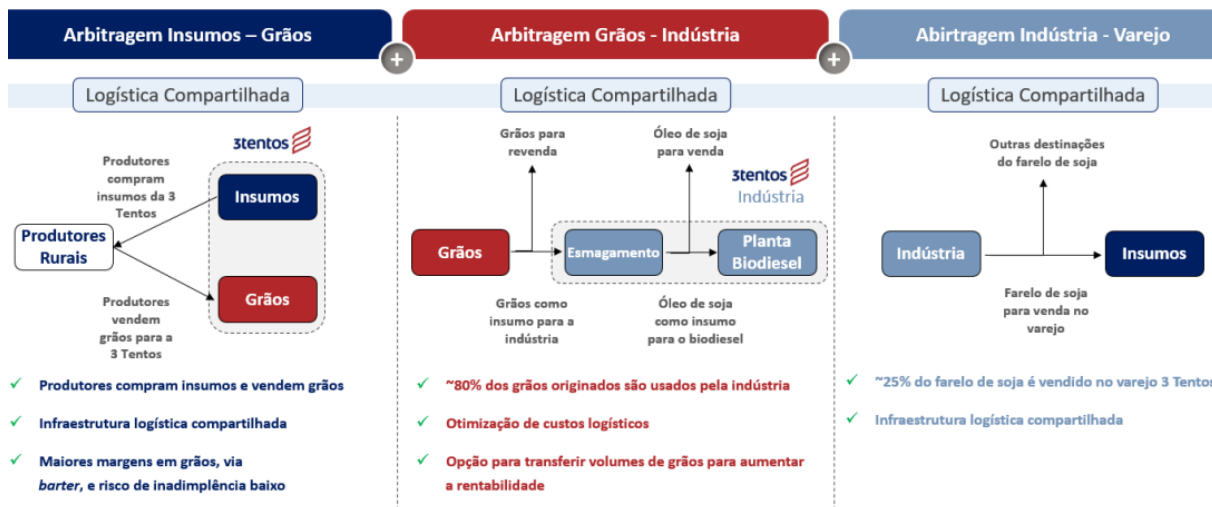 Arbitragem Insumos – Grãos
+
Arbitragem Grãos - Indústria
+
Abirtragem Indústria - Varejo
Logística Compartilhada
Logística Compartilhada
Logística Compartilhada
3tentos
Produtores
compram
insumos da 3
Tentos
Insumos
Produtores
Rurais
Grãos
Produtores
vendem
grãos para a
3 Tentos
Grãos para
revenda
Óleo de soja
para venda
3tentos
Indústria
Grãos
Esmagamento
Planta
Biodiesel
Grãos como
insumo para a
indústria
Óleo de soja
como insumo
para o biodiesel
Outras destinações
do farelo de soja
Indústria
Insumos
Farelo de soja
para venda no
varejo
✓ Produtores compram insumos e vendem grãos
✓ Infraestrutura logística compartilhada
✓ Maiores margens em grãos, via
barter, e risco de inadimplência baixo
✓ ~80% dos grãos originados são usados pela indústria
✓ Otimização de custos logísticos
✓ Opção para transferir volumes de grãos para aumentar
a rentabilidade
✓ ~25% do farelo de soja é vendido no varejo 3 Tentos
✓ Infraestrutura logística compartilhada